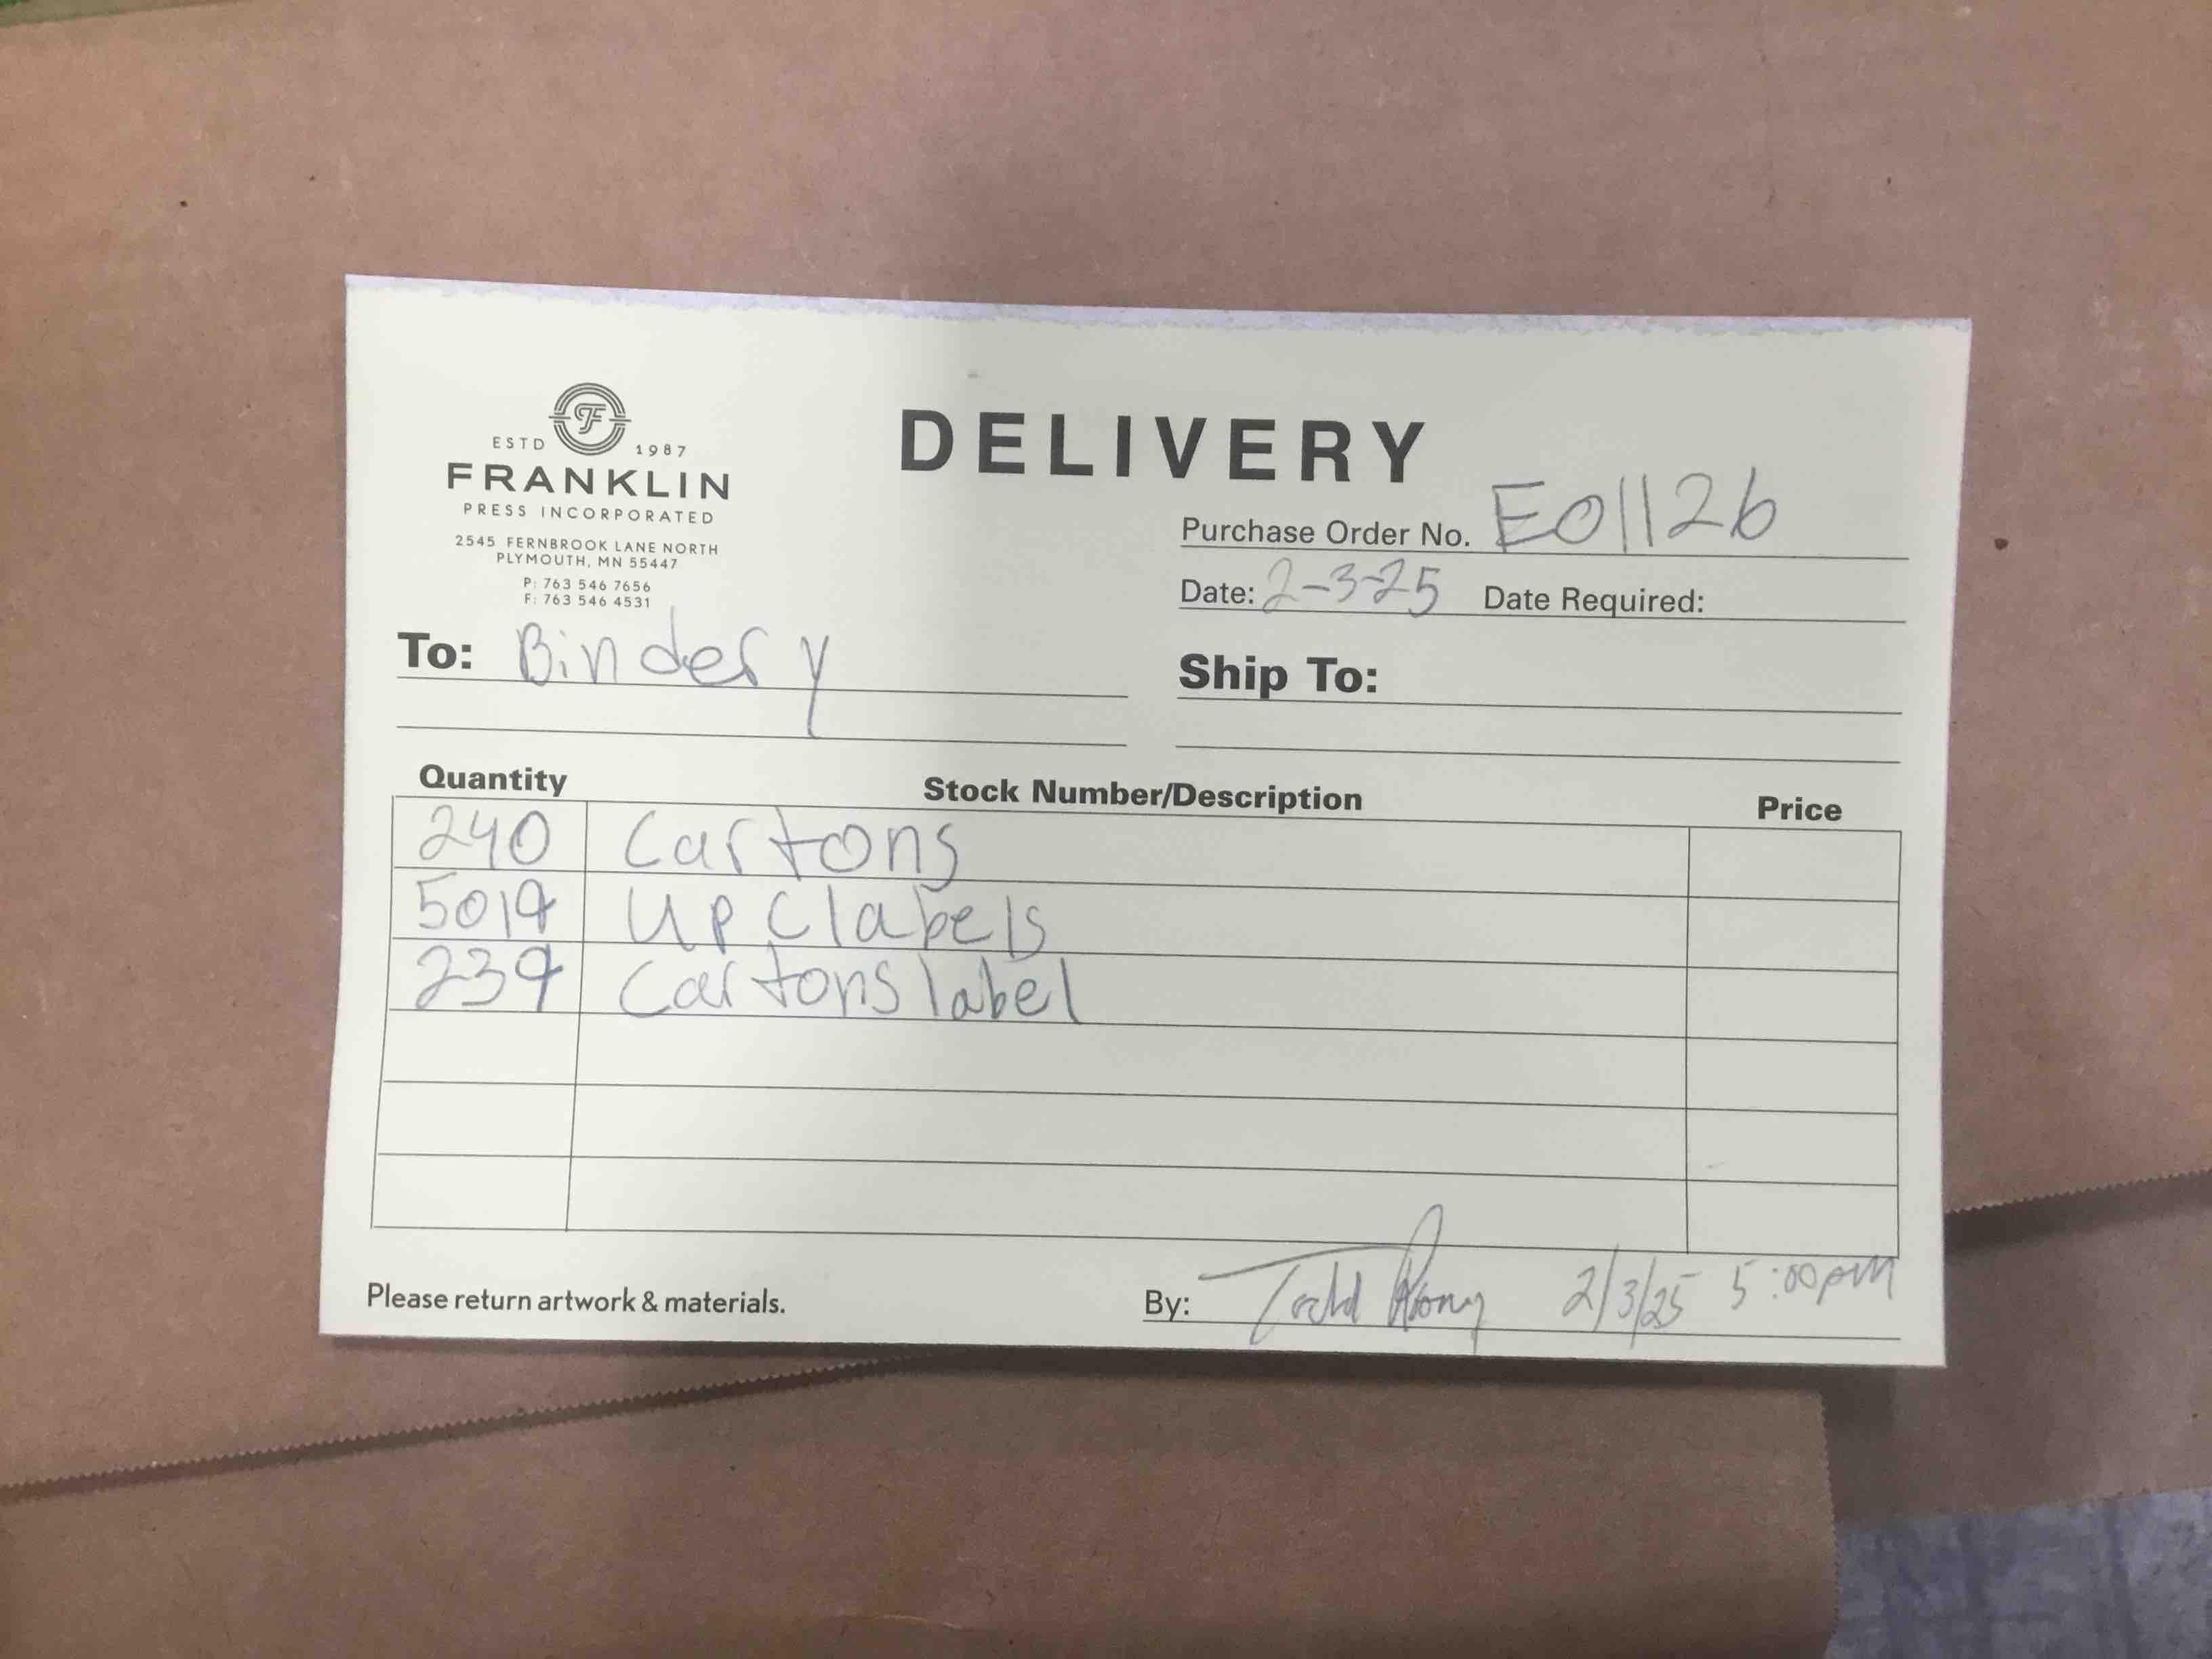 ESTD 1987
FRANKLIN
PRESS INCORPORATED
2545 FERNBROOK LANE NORTH
PLYMOUTH, MN 55447
P: 763 546 7656
F: 763 546 4531
DELIVERY
Purchase Order No. E01126
Date: 2-3-25 Date Required:
To: Bindery
Ship To:
Quantity Stock Number/Description Price
240 Cartons
5019 UPC labels
239 Cartons label
Please return artwork & materials.
By: Todd 2/3/25 5:00pm